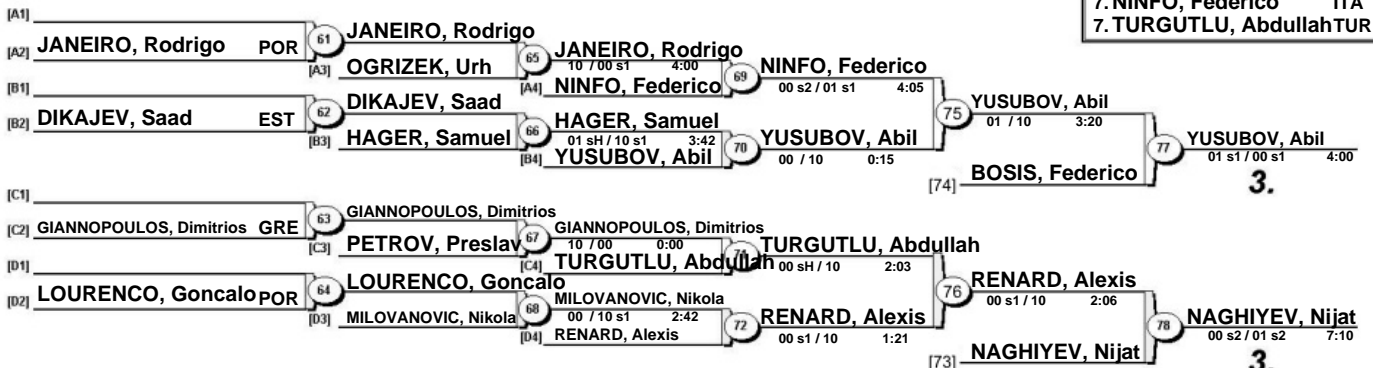 7. NINFO, Federico ITA
7. TURGUTLU, Abdullah TUR
[A1]
[A2] JANEIRO, Rodrigo POR
61
JANEIRO, Rodrigo
[A3] OGRIZEK, Urh
65
JANEIRO, Rodrigo
10 / 00 s1 4:00
[A4] NINFO, Federico
69
NINFO, Federico
00 s2 / 01 s1 4:05
[B1]
[B2] DIKAJEV, Saad EST
62
DIKAJEV, Saad
[B3] HAGER, Samuel
66
HAGER, Samuel
01 sH / 10 s1 3:42
[B4] YUSUBOV, Abil
70
YUSUBOV, Abil
00 / 10 0:15
75
YUSUBOV, Abil
01 / 10 3:20
[74] BOSIS, Federico
77
YUSUBOV, Abil
01 s1 / 00 s1 4:00
3.
[C1]
[C2] GIANNOPOULOS, Dimitrios GRE
63
GIANNOPOULOS, Dimitrios
[C3] PETROV, Preslav
67
GIANNOPOULOS, Dimitrios
10 / 00 0:00
[C4] TURGUTLU, Abdullah
TURGUTLU, Abdullah
00 sH / 10 2:03
[D1]
[D2] LOURENCO, Goncalo POR
64
LOURENCO, Goncalo
[D3] MILOVANOVIC, Nikola
68
MILOVANOVIC, Nikola
00 / 10 s1 2:42
[D4] RENARD, Alexis
72
RENARD, Alexis
00 s1 / 10 1:21
76
RENARD, Alexis
00 s1 / 10 2:06
[73] NAGHIYEV, Nijat
78
NAGHIYEV, Nijat
00 s2 / 01 s2 7:10
3.